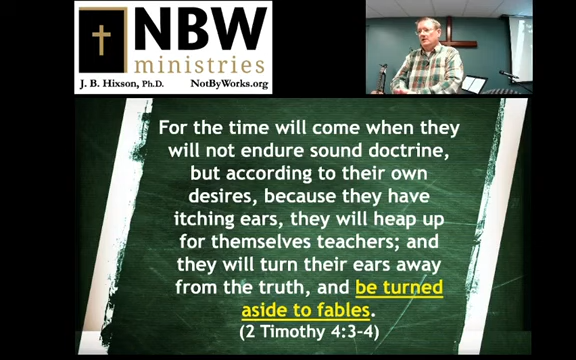 NBW
ministries
J. B. Hixson, Ph.D. NotByWorks.org
For the time will come when they
will not endure sound doctrine,
but according to their own
desires, because they have
itching ears, they will heap up
for themselves teachers; and
they will turn their ears away
from the truth, and be turned
aside to fables.
(2 Timothy 4:3-4)